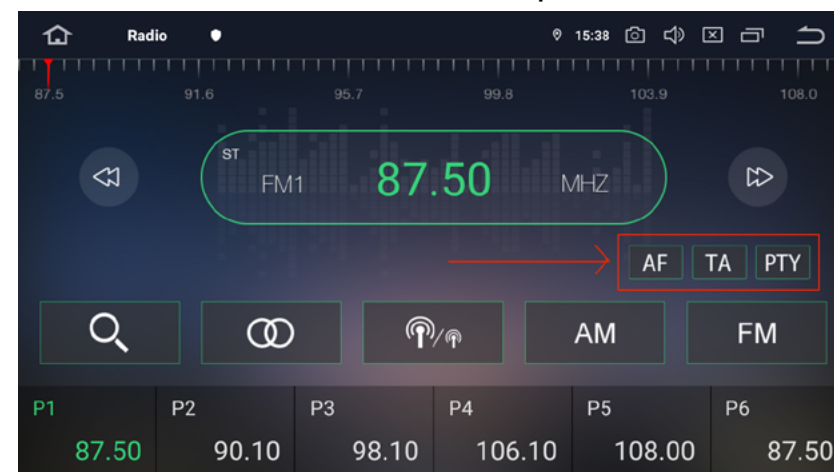 Radio 15:38
87.5 91.6 95.7 99.8 103.9 108.0
ST
FM1 87.50 MHZ
AF TA PTY
AM FM
P1 P2 P3 P4 P5 P6
87.50 90.10 98.10 106.10 108.00 87.50